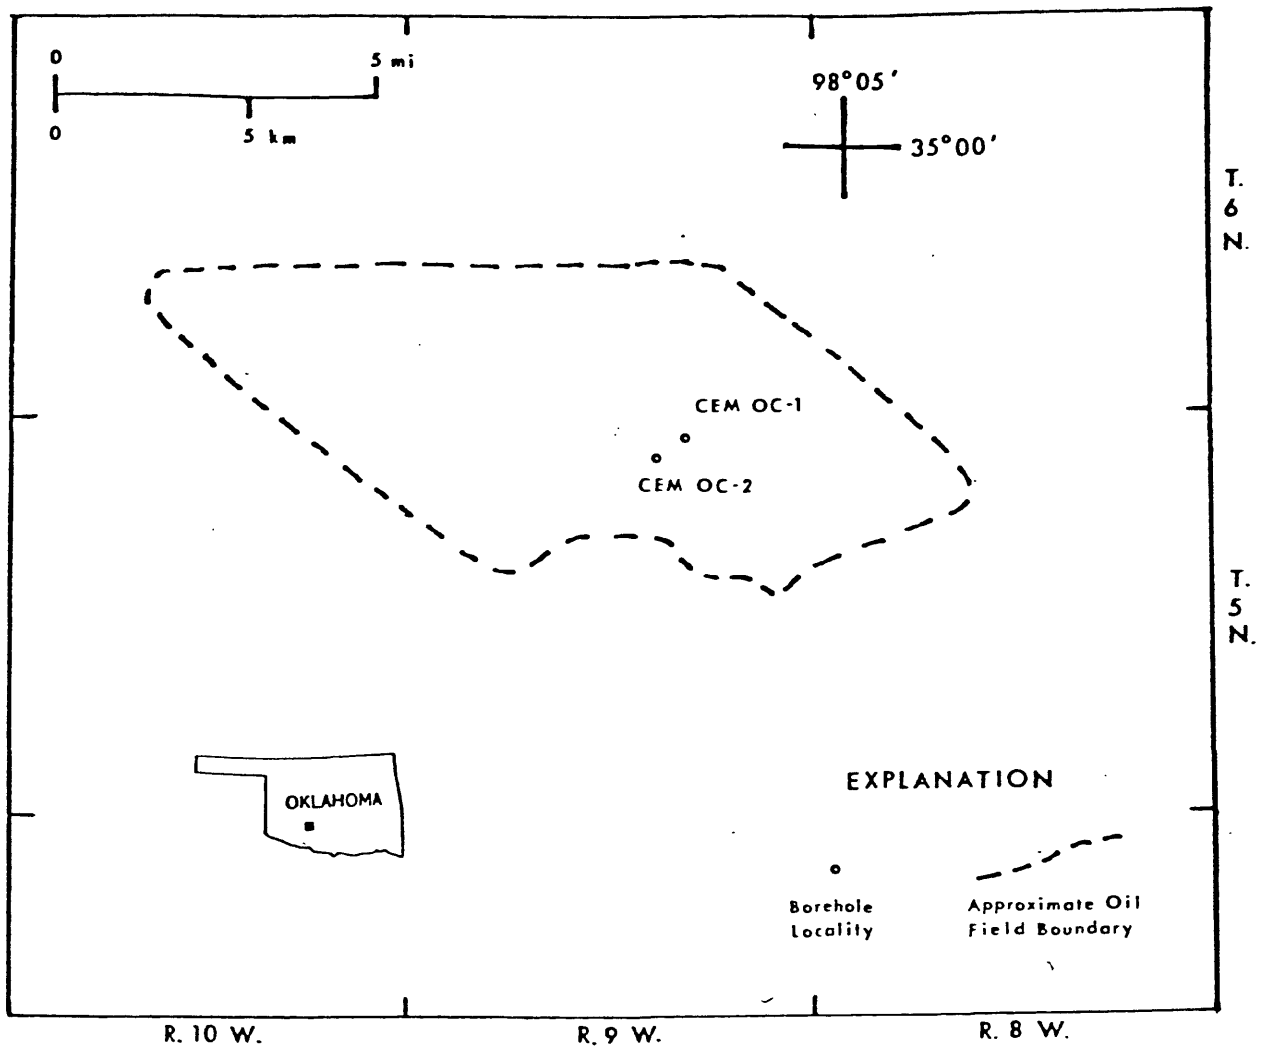 0 5 mi
0 5 km
98°05'
35°00'
T.
6
N.
CEM OC-1
CEM OC-2
T.
5
N.
OKLAHOMA
EXPLANATION
Borehole
Locality
Approximate Oil
Field Boundary
R. 10 W. R. 9 W. R. 8 W.